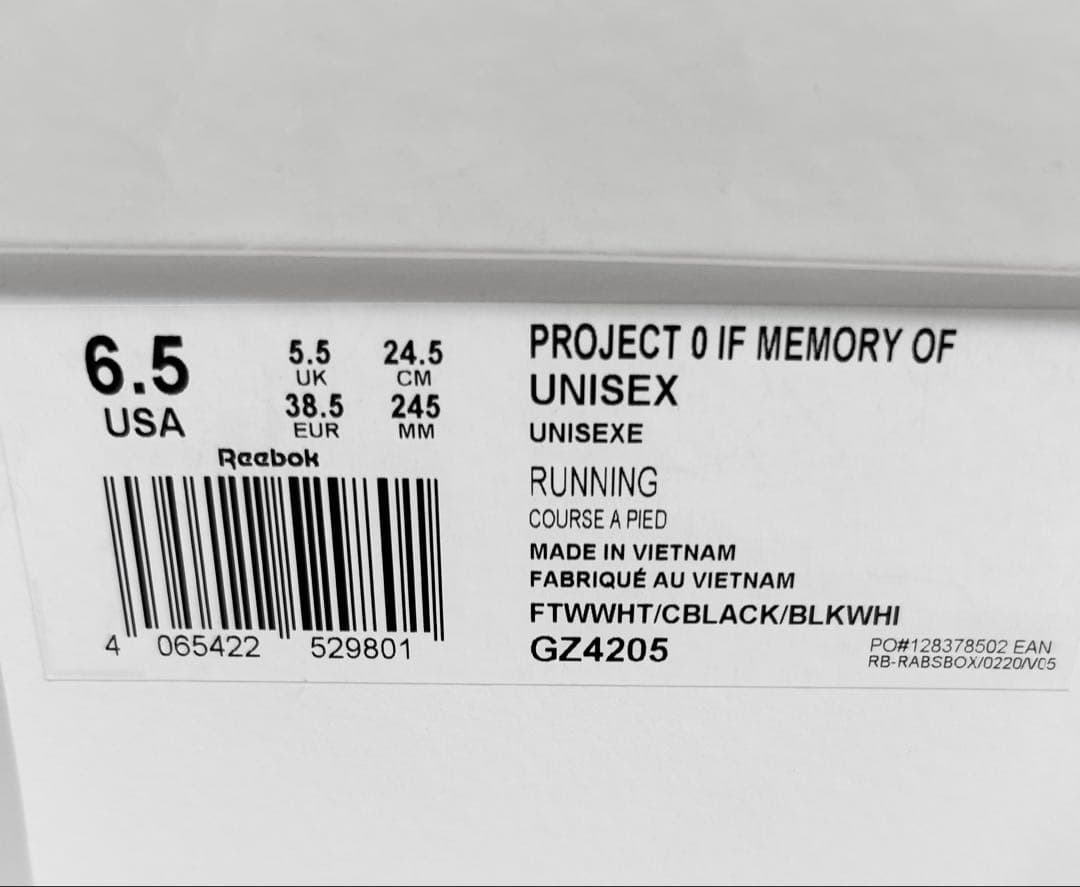 6.5
USA
5.5
UK
38.5
EUR
24.5
CM
245
MM
Reebok
4 065422 529801
PROJECT 0 IF MEMORY OF
UNISEX
UNISEXE
RUNNING
COURSE A PIED
MADE IN VIETNAM
FABRIQUÉ AU VIETNAM
FTWWHT/CBLACK/BLKWHI
GZ4205
PO#128378502 EAN
RB-RABSBOX/0220/V05